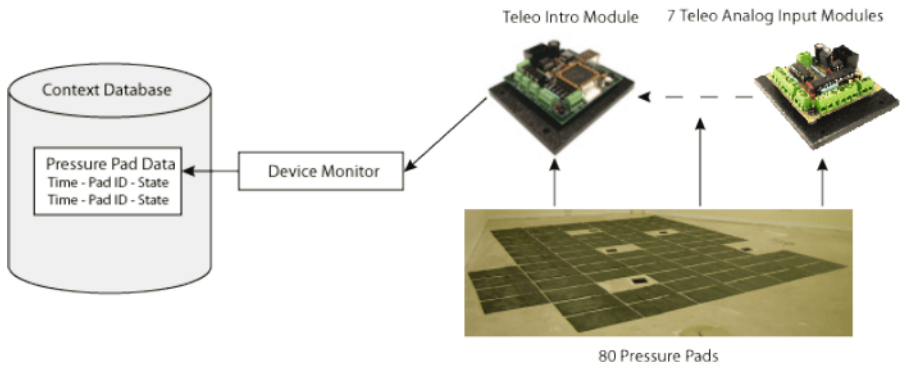 Teleo Intro Module
7 Teleo Analog Input Modules
Context Database
Pressure Pad Data
Time - Pad ID - State
Time - Pad ID - State
Device Monitor
80 Pressure Pads